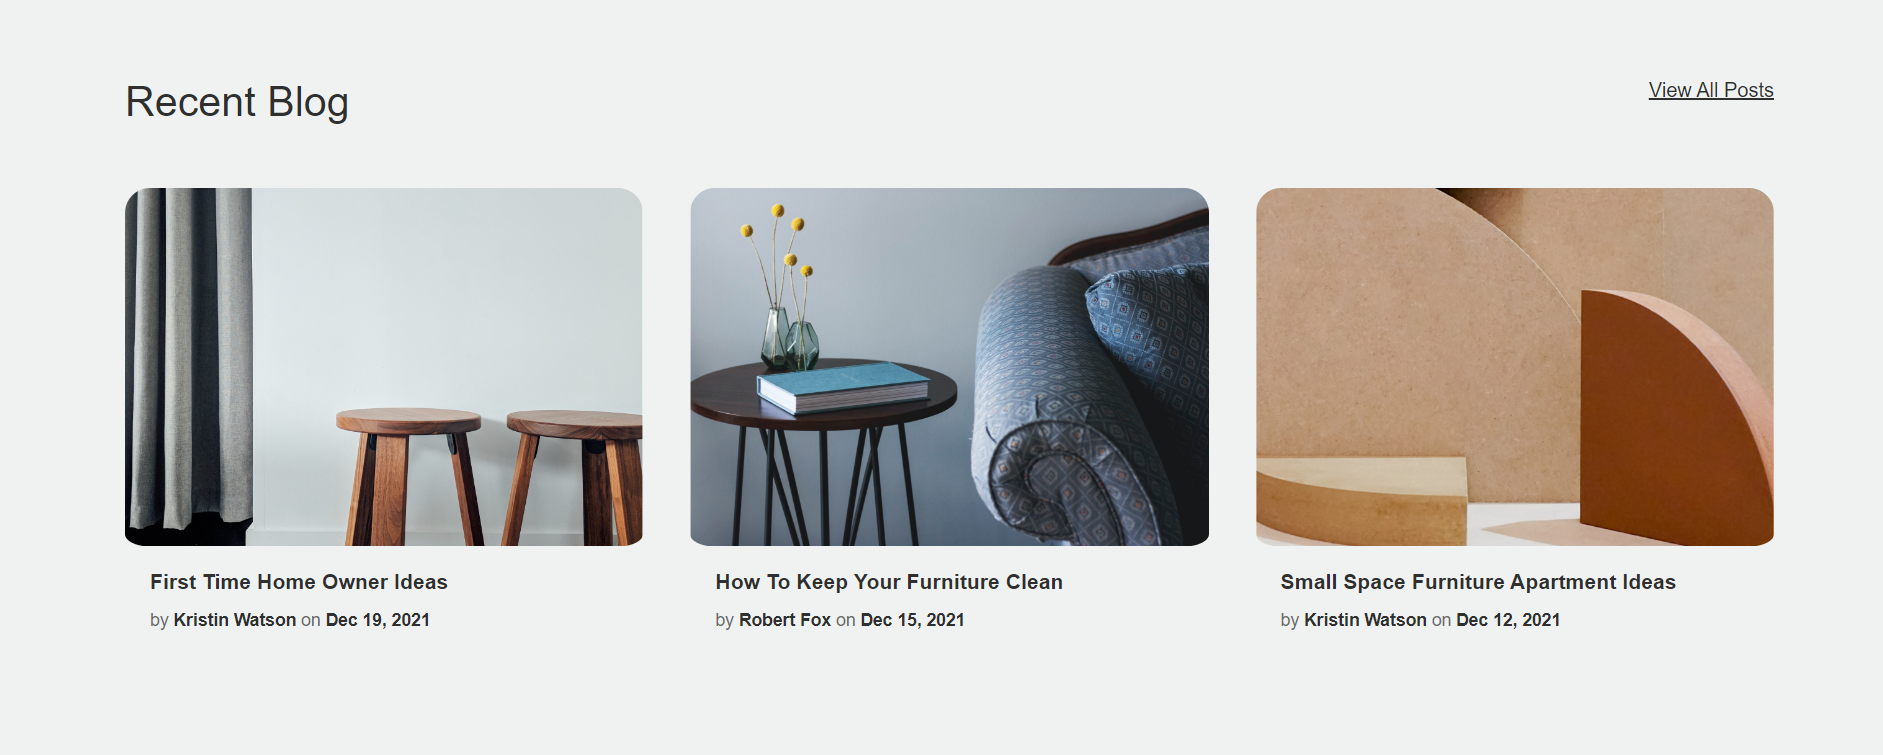 Recent Blog
View All Posts
First Time Home Owner Ideas
by Kristin Watson on Dec 19, 2021
How To Keep Your Furniture Clean
by Robert Fox on Dec 15, 2021
Small Space Furniture Apartment Ideas
by Kristin Watson on Dec 12, 2021